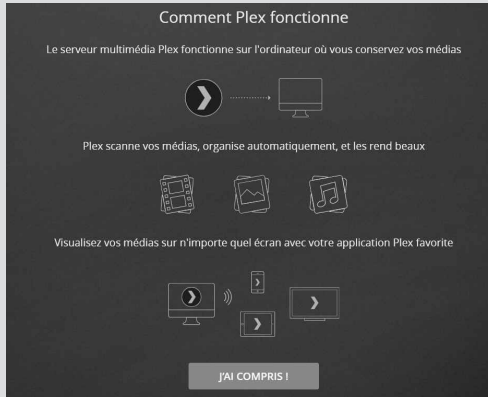 Comment Plex fonctionne
Le serveur multimédia Plex fonctionne sur l'ordinateur où vous conservez vos médias
Plex scanne vos médias, organise automatiquement, et les rend beaux
Visualisez vos médias sur n'importe quel écran avec votre application Plex favorite
J'AI COMPRIS !